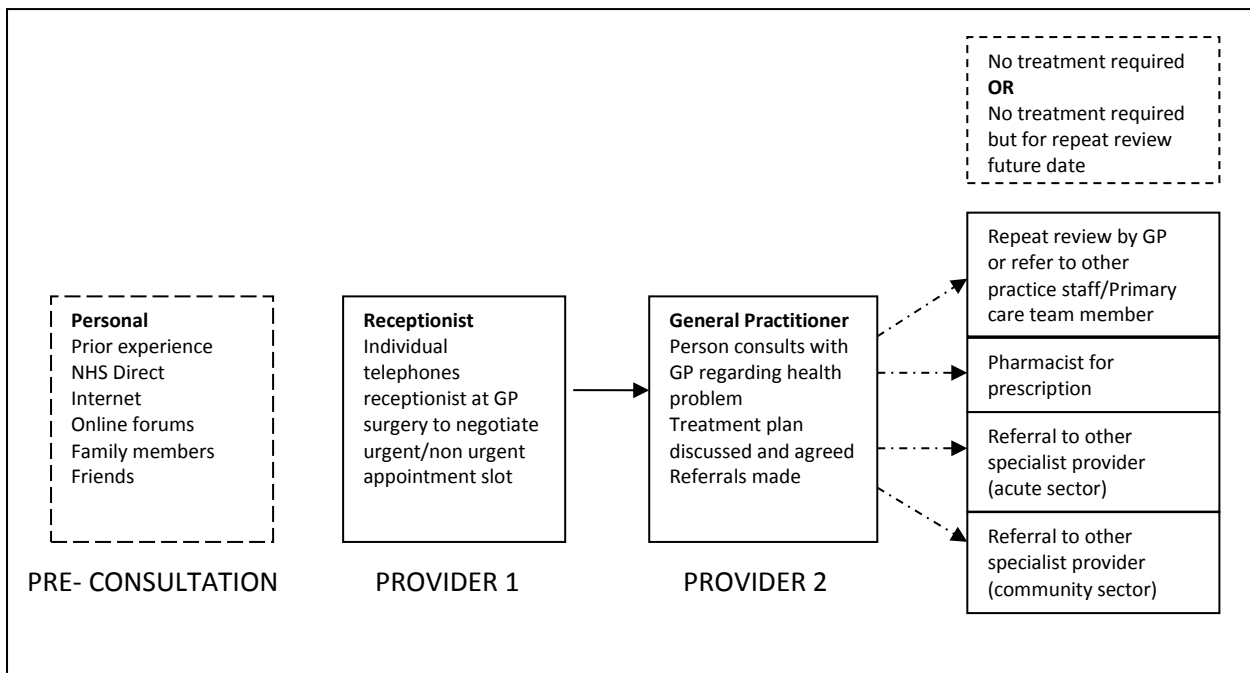 Personal
Prior experience
NHS Direct
Internet
Online forums
Family members
Friends
PRE- CONSULTATION
Receptionist
Individual
telephones
receptionist at GP
surgery to negotiate
urgent/non urgent
appointment slot
PROVIDER 1
General Practitioner
Person consults with
GP regarding health
problem
Treatment plan
discussed and agreed
Referrals made
PROVIDER 2
No treatment required
OR
No treatment required
but for repeat review
future date
Repeat review by GP
or refer to other
practice staff/Primary
care team member
Pharmacist for
prescription
Referral to other
specialist provider
(acute sector)
Referral to other
specialist provider
(community sector)